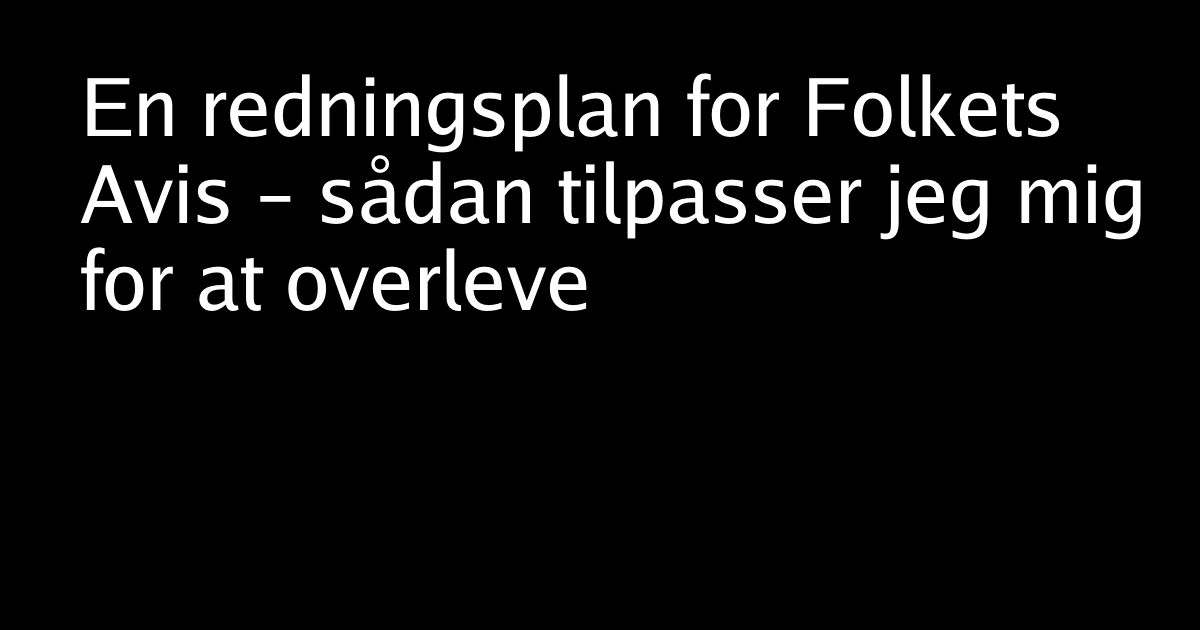 En redningsplan for Folkets
Avis – sådan tilpasser jeg mig
for at overleve